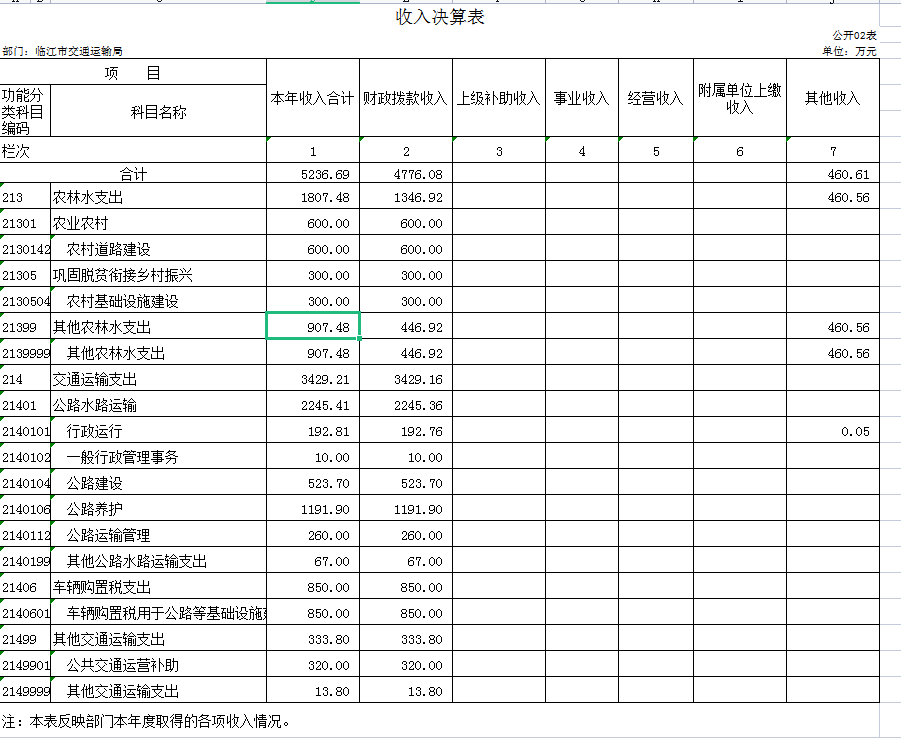 收入决算表
公开02表
部门：临江市交通运输局 单位：万元
项 目 本年收入合计 财政拨款收入 上级补助收入 事业收入 经营收入 附属单位上缴收入 其他收入
功能分类科目编码 科目名称
栏次 1 2 3 4 5 6 7
合计 5236.69 4776.08 460.61
213 农林水支出 1807.48 1346.92 460.56
21301 农业农村 600.00 600.00
2130142 农村道路建设 600.00 600.00
21305 巩固脱贫衔接乡村振兴 300.00 300.00
2130504 农村基础设施建设 300.00 300.00
21399 其他农林水支出 907.48 446.92 460.56
2139999 其他农林水支出 907.48 446.92 460.56
214 交通运输支出 3429.21 3429.16
21401 公路水路运输 2245.41 2245.36
2140101 行政运行 192.81 192.76 0.05
2140102 一般行政管理事务 10.00 10.00
2140104 公路建设 523.70 523.70
2140106 公路养护 1191.90 1191.90
2140112 公路运输管理 260.00 260.00
2140199 其他公路水路运输支出 67.00 67.00
21406 车辆购置税支出 850.00 850.00
2140601 车辆购置税用于公路等基础设施 850.00 850.00
21499 其他交通运输支出 333.80 333.80
2149901 公共交通运营补助 320.00 320.00
2149999 其他交通运输支出 13.80 13.80
注：本表反映部门本年度取得的各项收入情况。